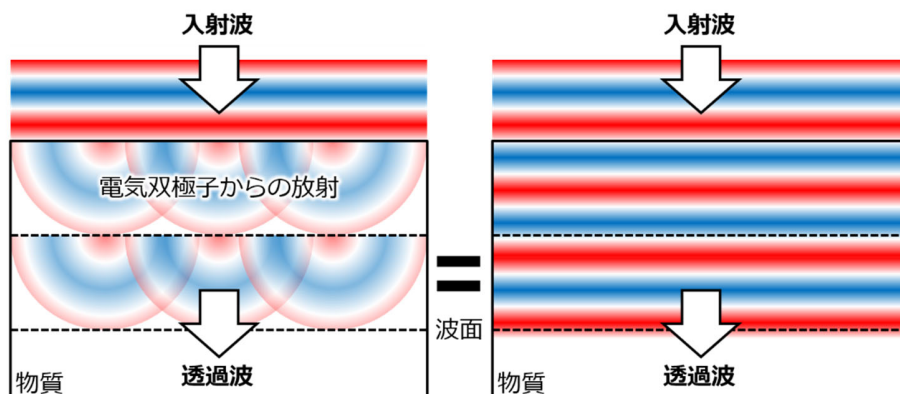 入射波
電気双極子からの放射
透過波
物質
波面
入射波
透過波
物質